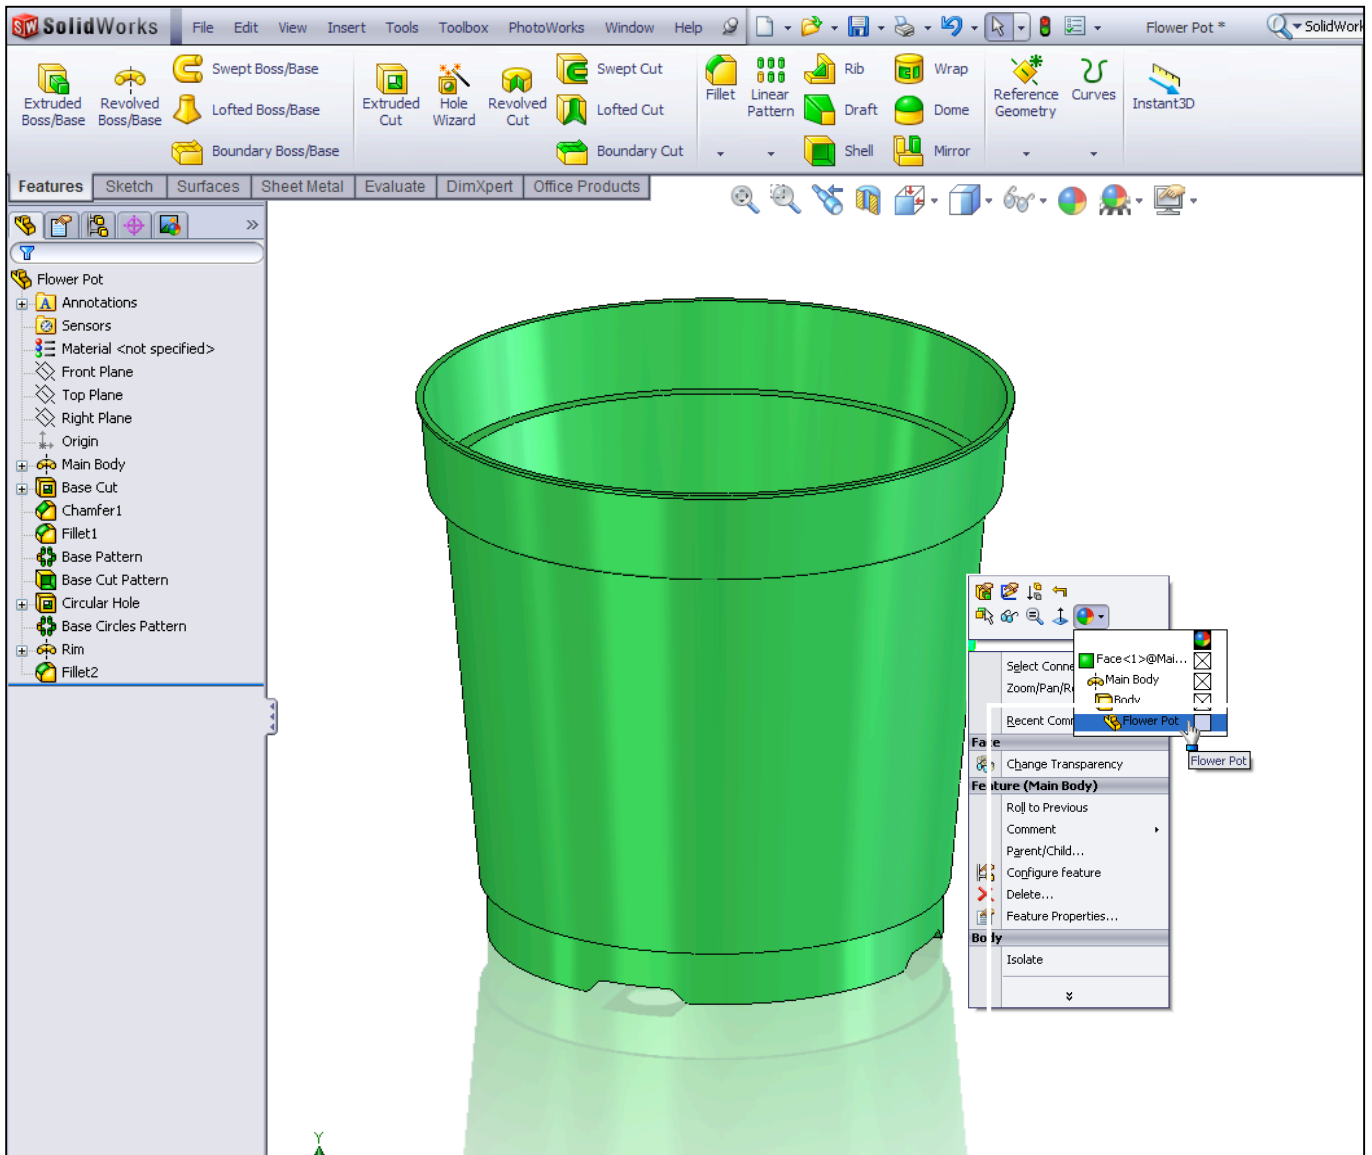 SW SolidWorks File Edit View Insert Tools Toolbox PhotoWorks Window Help Flower Pot * SolidWork
Extruded Boss/Base
Revolved Boss/Base
Swept Boss/Base
Lofted Boss/Base
Boundary Boss/Base
Extruded Cut
Hole Wizard
Revolved Cut
Swept Cut
Lofted Cut
Boundary Cut
Fillet
Linear Pattern
Rib
Draft
Shell
Wrap
Dome
Mirror
Reference Geometry
Curves
Instant3D
Features Sketch Surfaces Sheet Metal Evaluate DimXpert Office Products
Flower Pot
A Annotations
Sensors
Material <not specified>
Front Plane
Top Plane
Right Plane
Origin
Main Body
Base Cut
Chamfer1
Fillet1
Base Pattern
Base Cut Pattern
Circular Hole
Base Circles Pattern
Rim
Fillet2
Select Conne
Zoom/Pan/R
Recent Com
Face
Change Transparency
Feature (Main Body)
Roll to Previous
Comment
Parent/Child...
Configure feature
Delete...
Feature Properties...
Body
Isolate
Face<1>@Mai...
Main Body
Body
Flower Pot
Flower Pot
Y